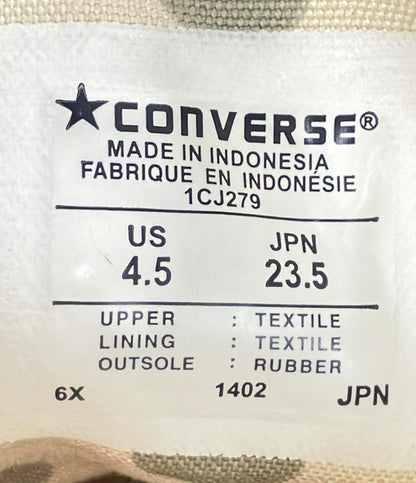 ★CONVERSE®
MADE IN INDONESIA
FABRIQUE EN INDONÉSIE
1CJ279
US JPN
4.5 23.5
UPPER : TEXTILE
LINING : TEXTILE
OUTSOLE : RUBBER
6X 1402 JPN